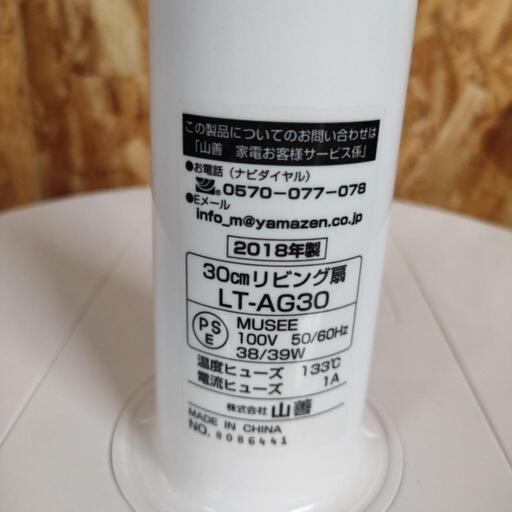 この製品についてのお問い合わせは
「山善 家電お客様サービス係」
●お電話（ナビダイヤル）
0570-077-078
●Eメール
info_m@yamazen.co.jp
2018年製
30cmリビング扇
LT-AG30
PS
E
MUSEE
100V 50/60Hz
38/39W
温度ヒューズ 133℃
電流ヒューズ 1A
株式会社 山善
MADE IN CHINA
NO. 8086441